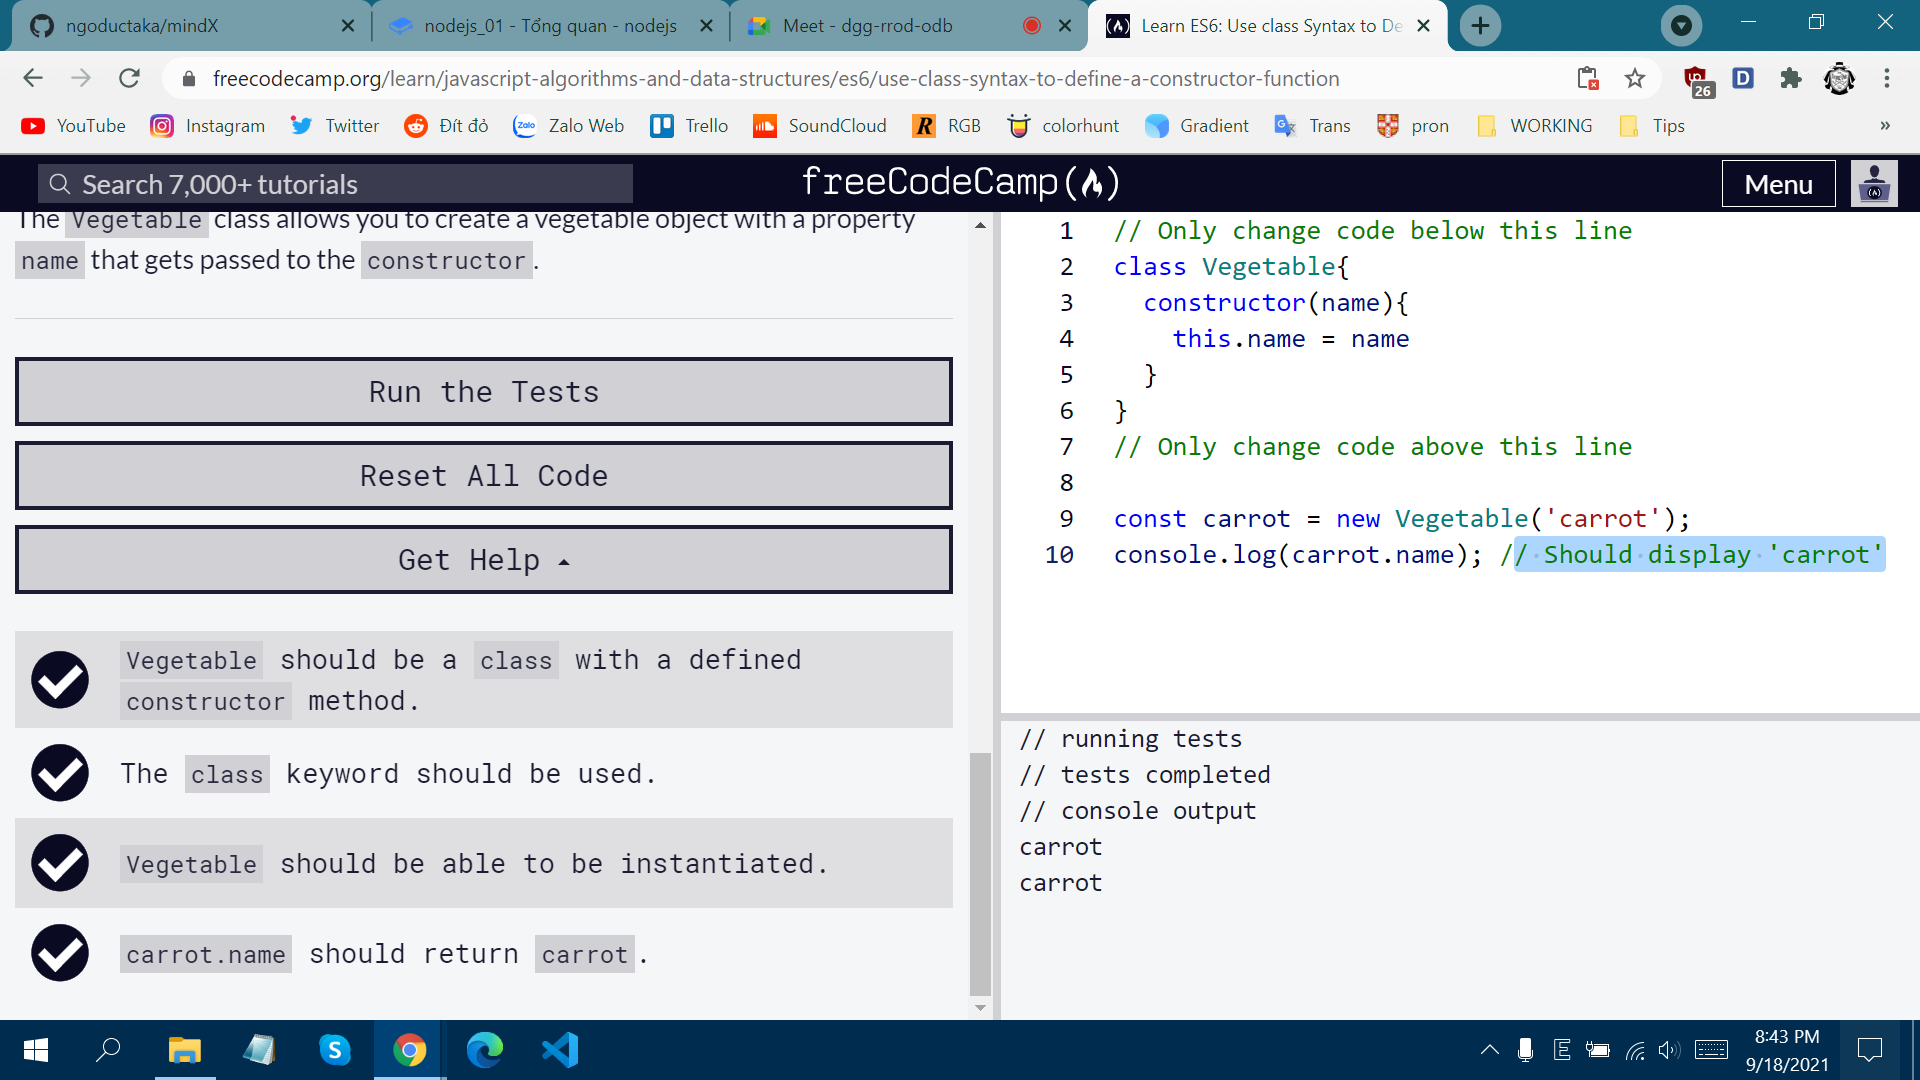 ngoductaka/mindX
nodejs_01 - Tổng quan - nodejs
Meet - dgg-rrod-odb
Learn ES6: Use class Syntax to De
freecodecamp.org/learn/javascript-algorithms-and-data-structures/es6/use-class-syntax-to-define-a-constructor-function
26
D
YouTube
Instagram
Twitter
Đít đỏ
Zalo Web
Trello
SoundCloud
RGB
colorhunt
Gradient
Trans
pron
WORKING
Tips
»
Search 7,000+ tutorials
freeCodeCamp
Menu
The Vegetable class allows you to create a vegetable object with a property
name that gets passed to the constructor.
Run the Tests
Reset All Code
Get Help
Vegetable should be a class with a defined
constructor method.
The class keyword should be used.
Vegetable should be able to be instantiated.
carrot.name should return carrot.
1 // Only change code below this line
2 class Vegetable{
3 constructor(name){
4 this.name = name
5 }
6 }
7 // Only change code above this line
8
9 const carrot = new Vegetable('carrot');
10 console.log(carrot.name); // Should display 'carrot'
// running tests
// tests completed
// console output
carrot
carrot
E
8:43 PM
9/18/2021